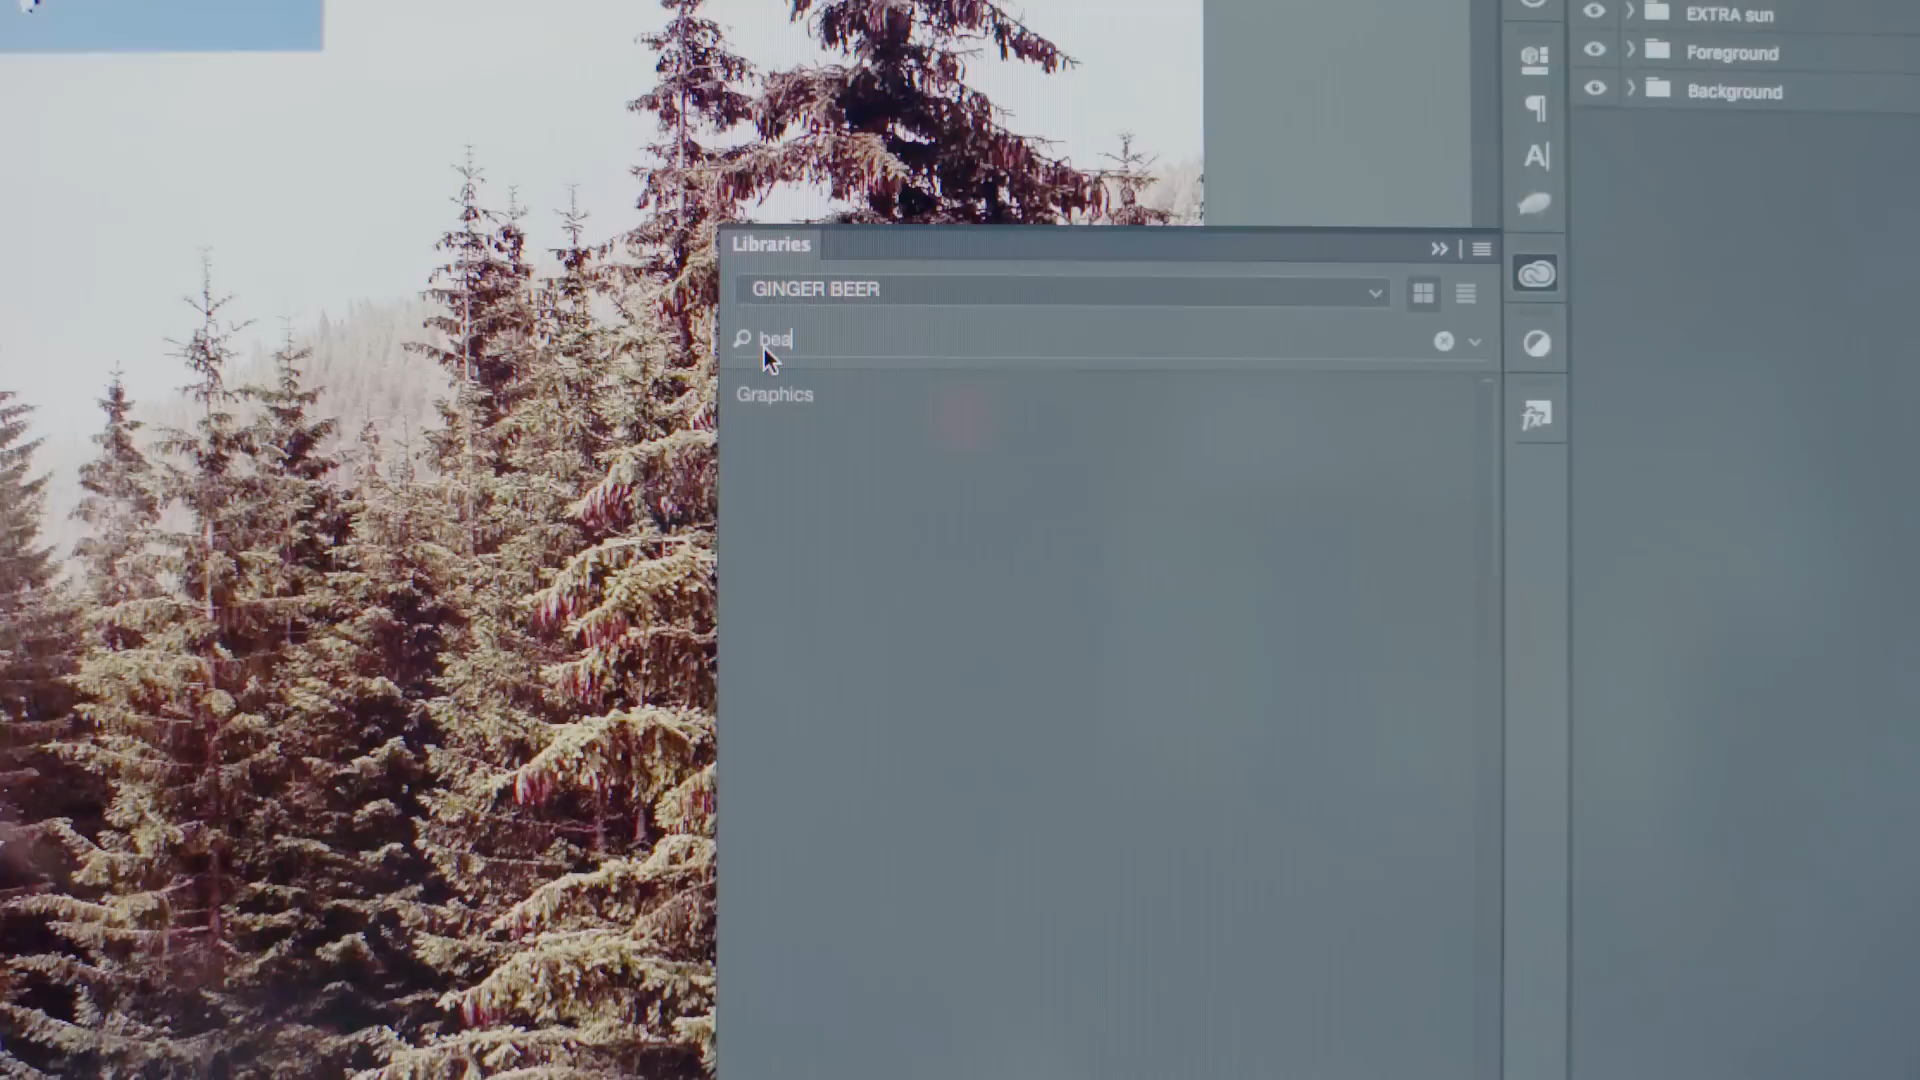 EXTRA sun
Foreground
Background
Libraries
GINGER BEER
bea
Graphics